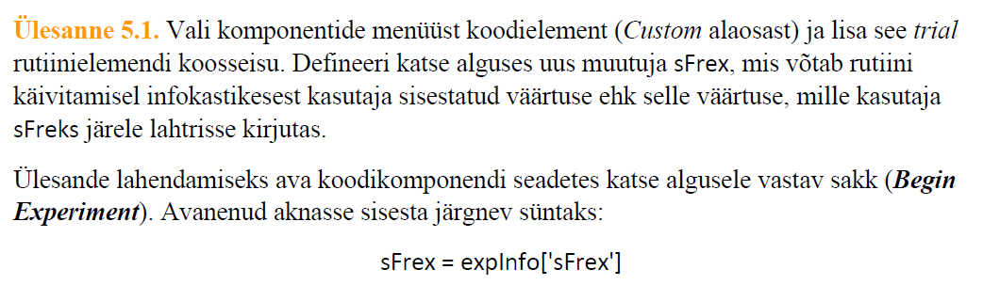 Ülesanne 5.1. Vali komponentide menüüst koodielement (Custom alaosast) ja lisa see trial
rutiinielemendi koosseisu. Defineeri katse alguses uus muutuja sFrex, mis võtab rutiini
käivitamisel infokastikesest kasutaja sisestatud väärtuse ehk selle väärtuse, mille kasutaja
sFreks järele lahtrisse kirjutas.
Ülesande lahendamiseks ava koodikomponendi seadetes katse algusele vastav sakk (Begin
Experiment). Avanenud aknasse sisesta järgnev süntaks:
sFrex = expInfo['sFrex']